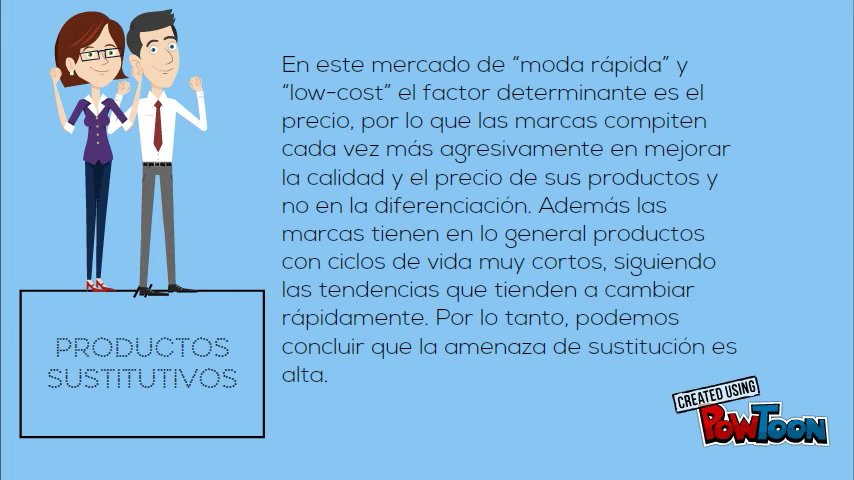 En este mercado de “moda rápida” y
“low-cost” el factor determinante es el
precio, por lo que las marcas compiten
cada vez más agresivamente en mejorar
la calidad y el precio de sus productos y
no en la diferenciación. Además las
marcas tienen en lo general productos
con ciclos de vida muy cortos, siguiendo
las tendencias que tienden a cambiar
rápidamente. Por lo tanto, podemos
concluir que la amenaza de sustitución es
alta.
PRODUCTOS
SUSTITUTIVOS
CREATED USING
POWTOON